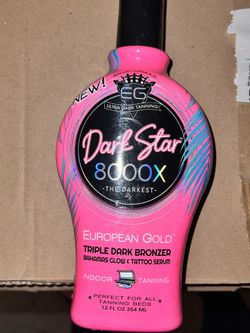 NEW!
EG
ULTRA DARK TANNING
Dark Star
8000X
-THE DARKEST-
EUROPEAN GOLD™
TRIPLE DARK BRONZER
BAHAMAS GLOW & TATTOO SERUM
INDOOR TANNING
PERFECT FOR ALL
TANNING BEDS
12 FL OZ 354 ML